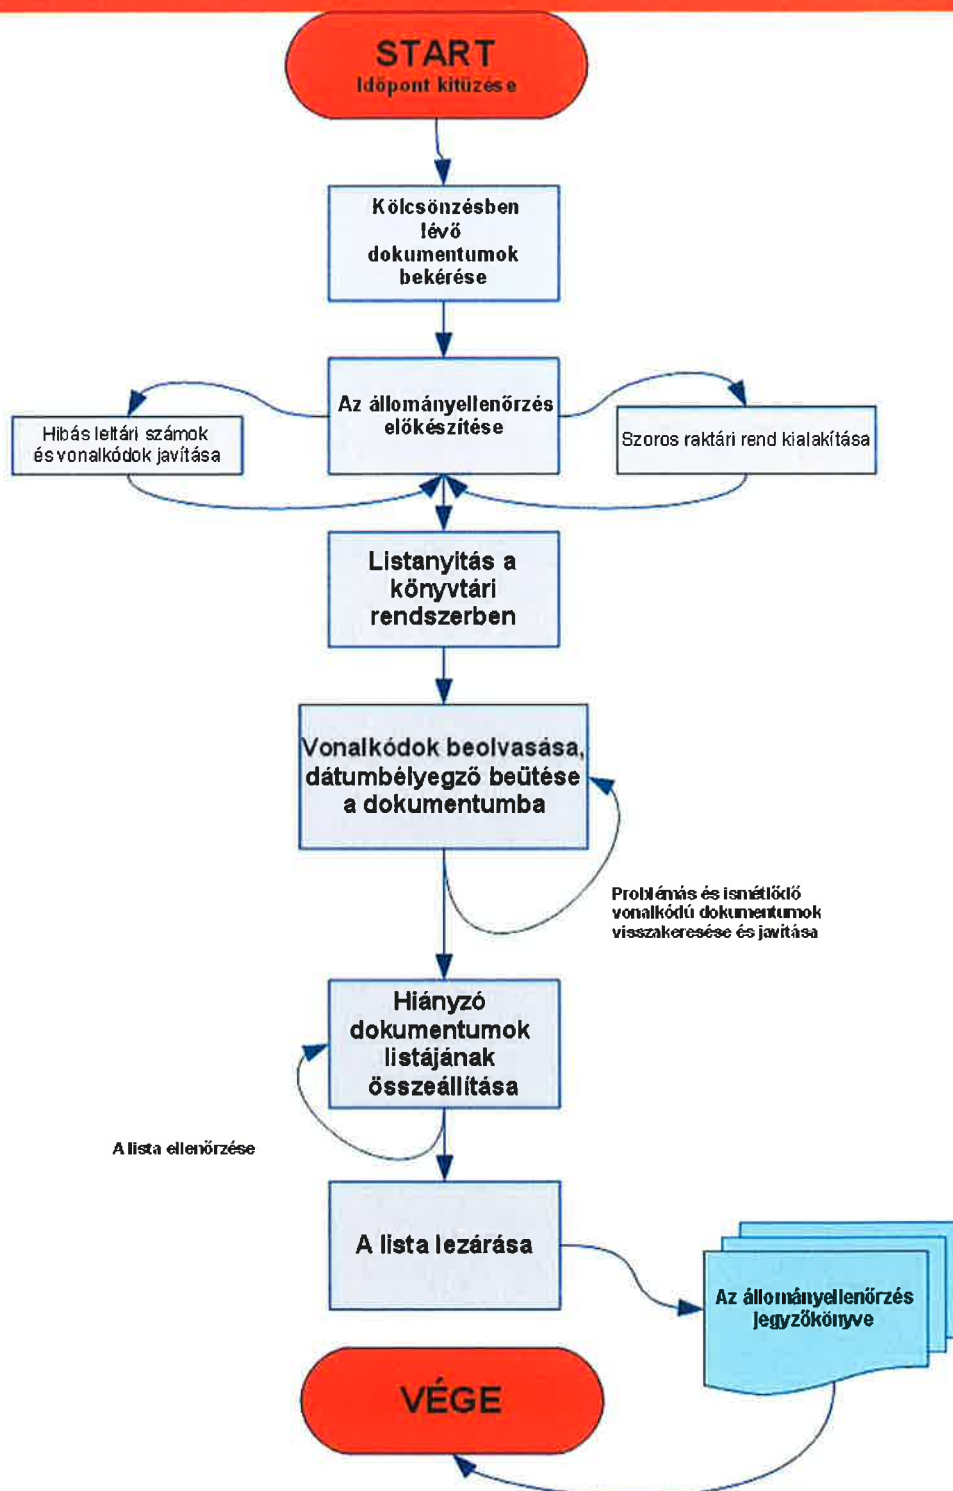 START
Időpont kitűzése
Kölcsönzésben
lévő
dokumentumok
bekérése
Az állományellenőrzés
előkészítése
Hibás leltári számok
és vonalkódok javítása
Szoros raktári rend kialakítása
Listanyitás a
könyvtári
rendszerben
Vonalkódok beolvasása,
dátumbélyegző beütése
a dokumentumba
Problémás és ismétlődő
vonalkódú dokumentumok
visszakeresése és javítása
Hiányzó
dokumentumok
listájának
összeállítása
A lista ellenőrzése
A lista lezárása
Az állományellenőrzés
jegyzőkönyve
VÉGE